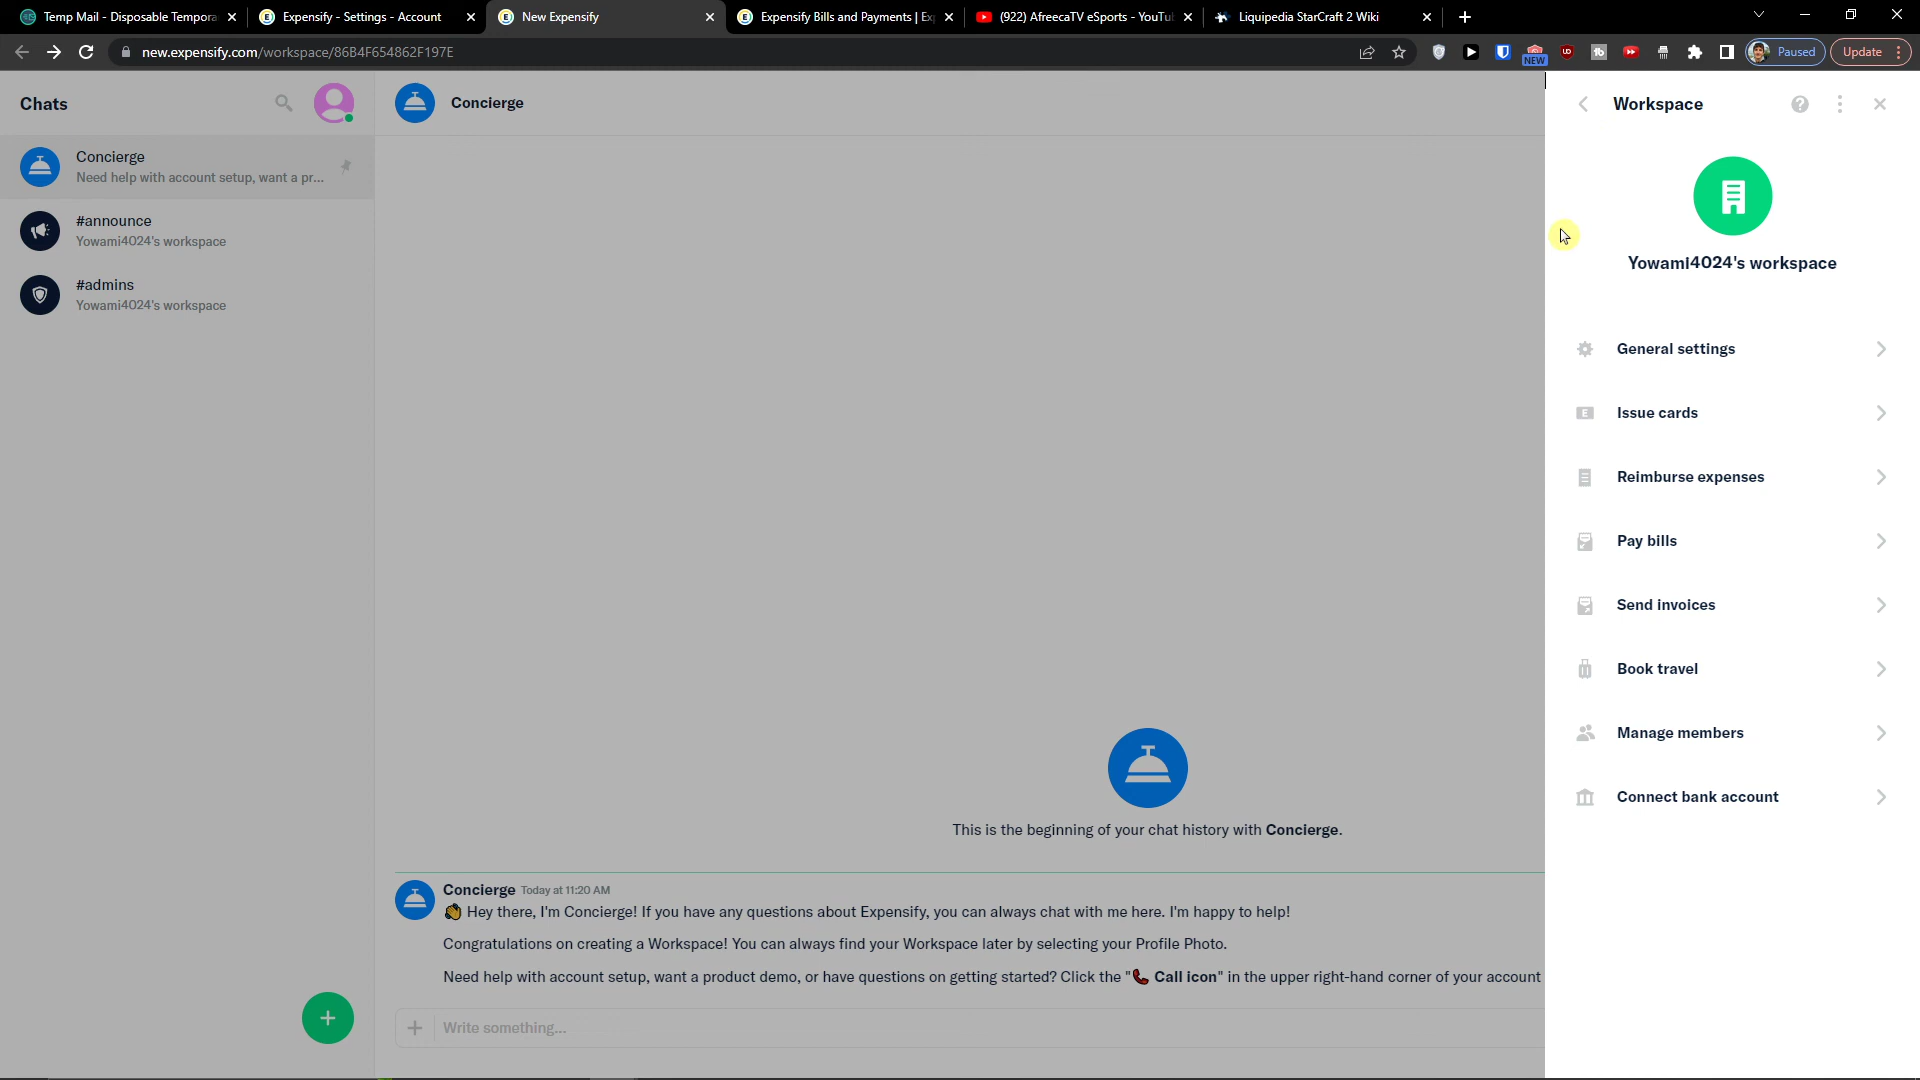 Temp Mail - Disposable Tempora
Expensify - Settings - Account
New Expensify
Expensify Bills and Payments | Ex
(922) AfreecaTV eSports - YouTu
Liquipedia StarCraft 2 Wiki
new.expensify.com/workspace/86B4F654862F197E
NEW
Paused
Update
Chats
Concierge
Need help with account setup, want a pr...
#announce
Yowami4024's workspace
#admins
Yowami4024's workspace
Concierge
This is the beginning of your chat history with Concierge.
Concierge Today at 11:20 AM
👋 Hey there, I'm Concierge! If you have any questions about Expensify, you can always chat with me here. I'm happy to help!
Congratulations on creating a Workspace! You can always find your Workspace later by selecting your Profile Photo.
Need help with account setup, want a product demo, or have questions on getting started? Click the "📞 Call icon" in the upper right-hand corner of your account
Write something...
Workspace
Yowami4024's workspace
General settings
Issue cards
Reimburse expenses
Pay bills
Send invoices
Book travel
Manage members
Connect bank account